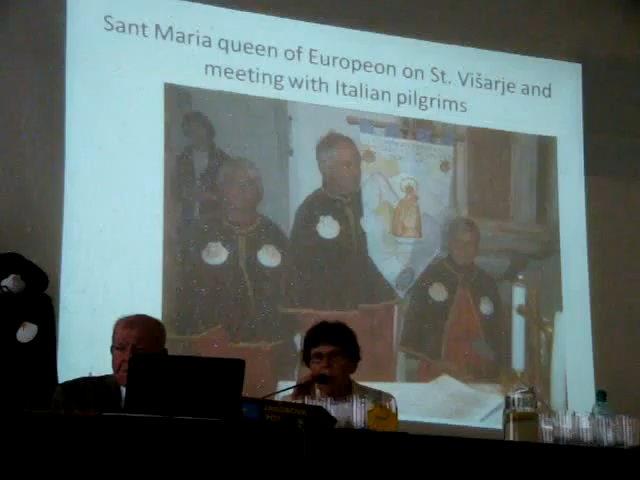 Sant Maria queen of Europeon on St. Višarje and
meeting with Italian pilgrims